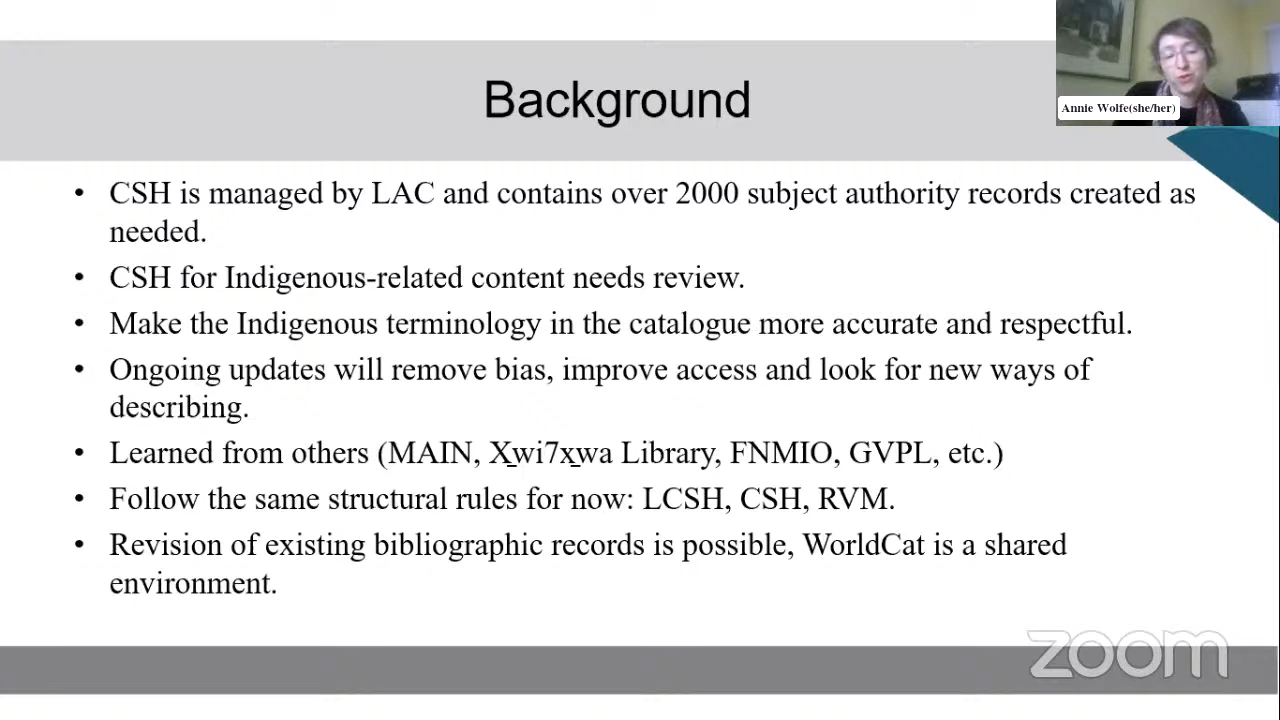 Background
Annie Wolfe(she/her)
• CSH is managed by LAC and contains over 2000 subject authority records created as
needed.
• CSH for Indigenous-related content needs review.
• Make the Indigenous terminology in the catalogue more accurate and respectful.
• Ongoing updates will remove bias, improve access and look for new ways of
describing.
• Learned from others (MAIN, X̲wi7x̲wa Library, FNMIO, GVPL, etc.)
• Follow the same structural rules for now: LCSH, CSH, RVM.
• Revision of existing bibliographic records is possible, WorldCat is a shared
environment.
zoom